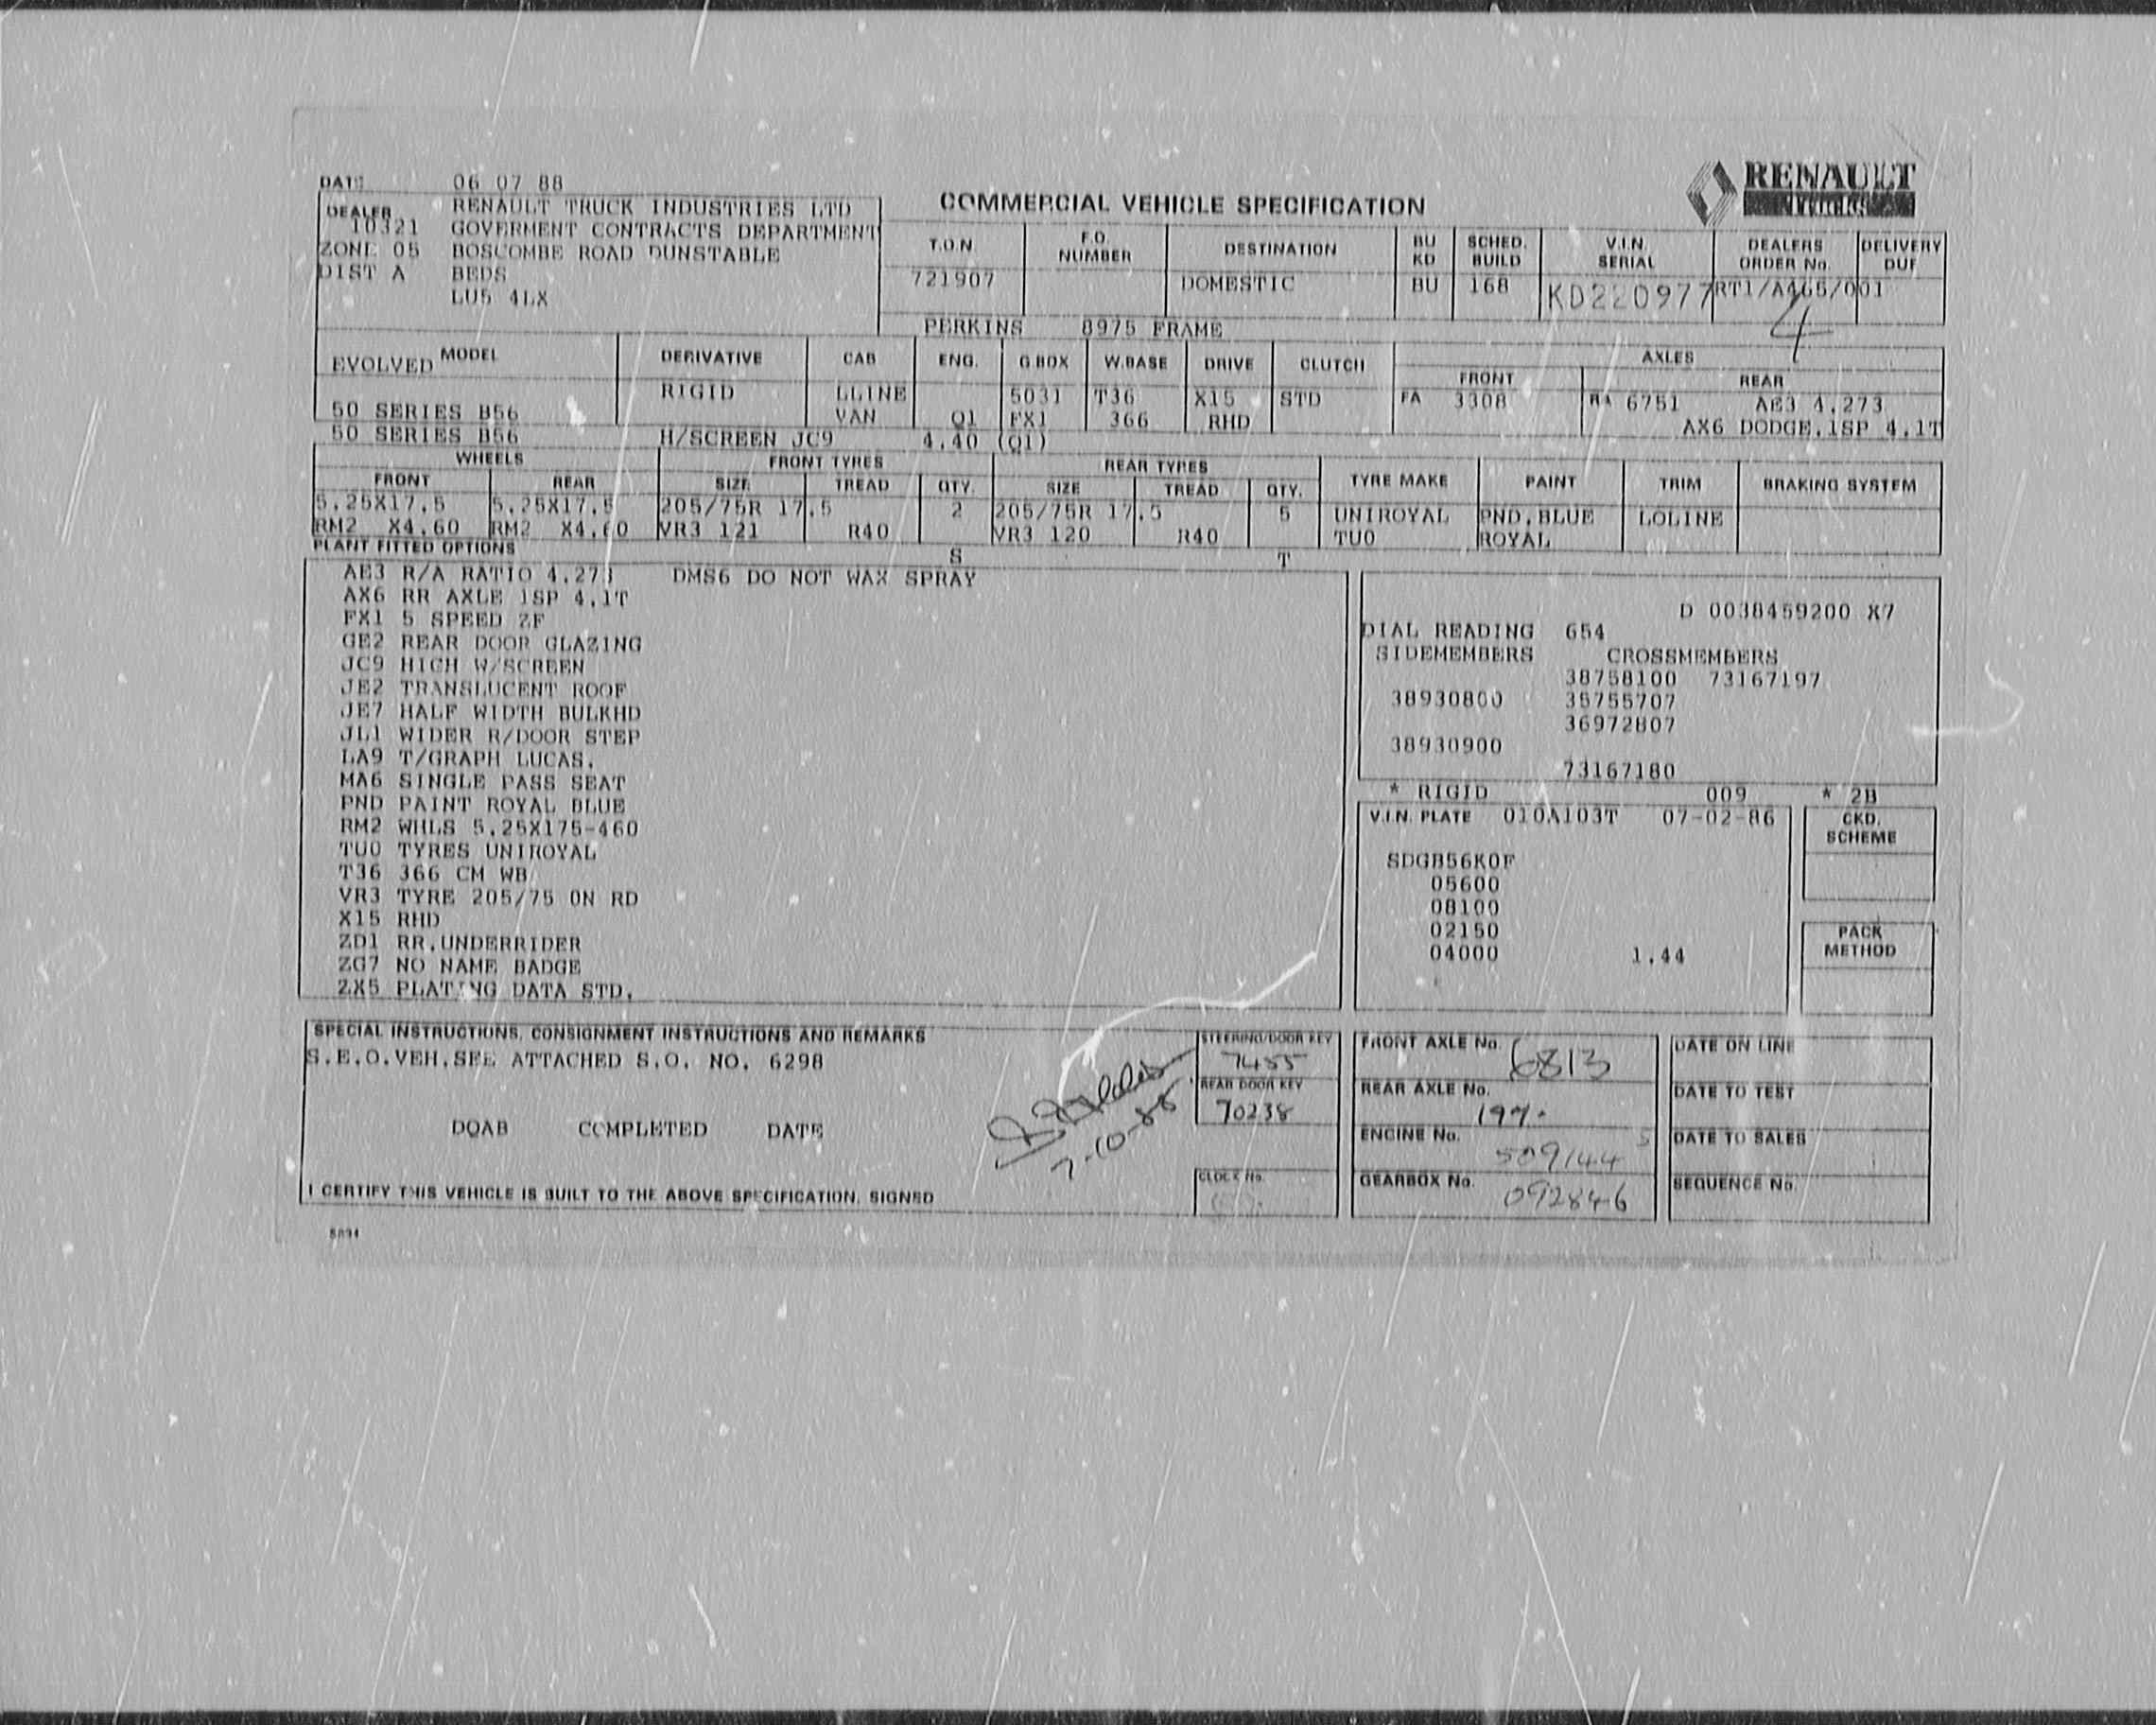 DATE 06 07 88
RENAULT
COMMERCIAL VEHICLE SPECIFICATION
DEALER RENAULT TRUCK INDUSTRIES LTD
10321 GOVERMENT CONTRACTS DEPARTMENT
ZONE 05 BOSCOMBE ROAD DUNSTABLE
DIST A BEDS
LU5 4LX
T.O.N. F.O. NUMBER DESTINATION BU KD SCHED. BUILD V.I.N. SERIAL DEALERS ORDER No. DELIVERY DUE
721907 DOMESTIC BU 168 KD220977 RT1/A465/001
4
PERKINS 8975 FRAME
MODEL DERIVATIVE CAB ENG. G.BOX W.BASE DRIVE CLUTCH AXLES
EVOLVED FRONT REAR
RIGID LLINE 5031 T36 X15 STD FA 3308 RA 6751 AE3 4.273
50 SERIES B56 VAN Q1 FX1 366 RHD AX6 DODGE.1SP 4.1T
50 SERIES B56 H/SCREEN JC9 4.40 (Q1)
WHEELS FRONT TYRES REAR TYRES TYRE MAKE PAINT TRIM BRAKING SYSTEM
FRONT REAR SIZE TREAD QTY. SIZE TREAD QTY.
5.25X17.5 5.25X17.5 205/75R 17.5 2 205/75R 17.5 5 UNIROYAL PND.BLUE LOLINE
RM2 X4.60 RM2 X4.60 VR3 121 R40 VR3 120 R40 TU0 ROYAL
PLANT FITTED OPTIONS S T
AE3 R/A RATIO 4.273 DMS6 DO NOT WAX SPRAY
AX6 RR AXLE 1SP 4.1T
FX1 5 SPEED ZF
GE2 REAR DOOR GLAZING
JC9 HIGH W/SCREEN
JE2 TRANSLUCENT ROOF
JE7 HALF WIDTH BULKHD
JL1 WIDER R/DOOR STEP
LA9 T/GRAPH LUCAS.
MA6 SINGLE PASS SEAT
PND PAINT ROYAL BLUE
RM2 WHLS 5.25X175-460
TU0 TYRES UNIROYAL
T36 366 CM WB
VR3 TYRE 205/75 ON RD
X15 RHD
ZD1 RR.UNDERRIDER
ZG7 NO NAME BADGE
ZX5 PLATING DATA STD.
D 0038459200 X7
DIAL READING 654
SIDEMEMBERS CROSSMEMBERS
38758100 73167197
38930800 35755707
36972807
38930900
73167180
* RIGID 009 * 2B
V.I.N. PLATE 010A103T 07-02-86
SDGB56K0F
05600
08100
02150
04000 1.44
CKD. SCHEME
PACK METHOD
SPECIAL INSTRUCTIONS, CONSIGNMENT INSTRUCTIONS AND REMARKS
S.E.O.VEH.SEE ATTACHED S.O. NO. 6298
DQAB COMPLETED DATE
7-10-88
I CERTIFY THIS VEHICLE IS BUILT TO THE ABOVE SPECIFICATION. SIGNED
STEERING/DOOR KEY
7455
REAR DOOR KEY
70238
CLOCK No.
FRONT AXLE No. 6813
REAR AXLE No. 197.
ENGINE No. 509144 S
GEARBOX No. 092846
DATE ON LINE
DATE TO TEST
DATE TO SALES
SEQUENCE No.